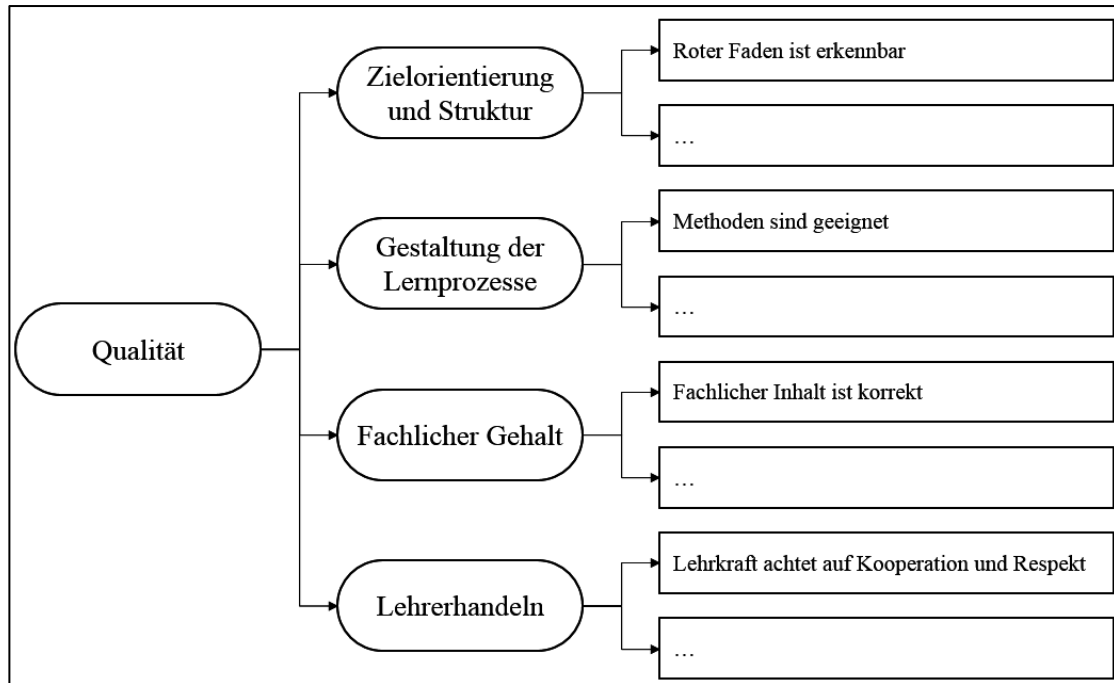 Qualität
Zielorientierung
und Struktur
Roter Faden ist erkennbar
…
Gestaltung der
Lernprozesse
Methoden sind geeignet
…
Fachlicher Gehalt
Fachlicher Inhalt ist korrekt
…
Lehrerhandeln
Lehrkraft achtet auf Kooperation und Respekt
…